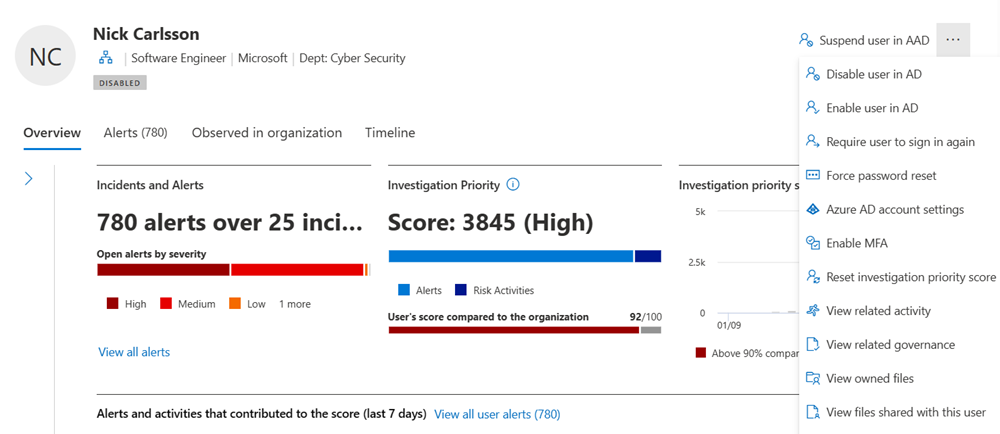 NC
Nick Carlsson
Software Engineer | Microsoft | Dept: Cyber Security
DISABLED
Suspend user in AAD ...
Disable user in AD
Enable user in AD
Require user to sign in again
Force password reset
Azure AD account settings
Enable MFA
Reset investigation priority score
View related activity
View related governance
View owned files
View files shared with this user
Overview Alerts (780) Observed in organization Timeline
Incidents and Alerts
780 alerts over 25 inci...
Open alerts by severity
High Medium Low 1 more
View all alerts
Investigation Priority
Score: 3845 (High)
Alerts Risk Activities
User's score compared to the organization 92/100
Investigation priority s
5k
2.5k
0
01/09
Above 90% compar
Alerts and activities that contributed to the score (last 7 days) View all user alerts (780)